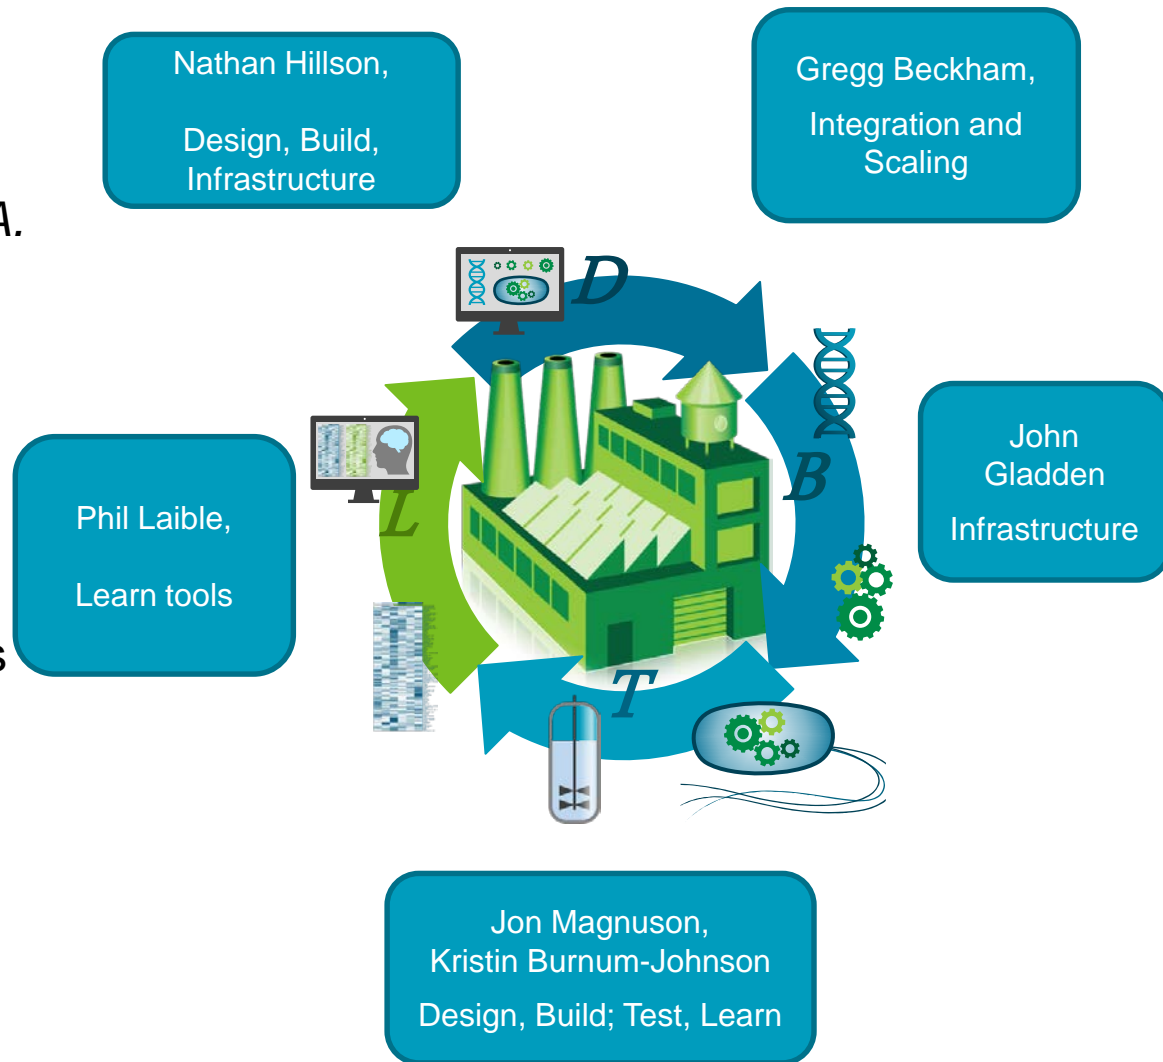 Nathan Hillson,
Design, Build,
Infrastructure
Gregg Beckham,
Integration and
Scaling
A.
D
B
John
Gladden
Infrastructure
L
Phil Laible,
Learn tools
s
T
Jon Magnuson,
Kristin Burnum-Johnson
Design, Build; Test, Learn